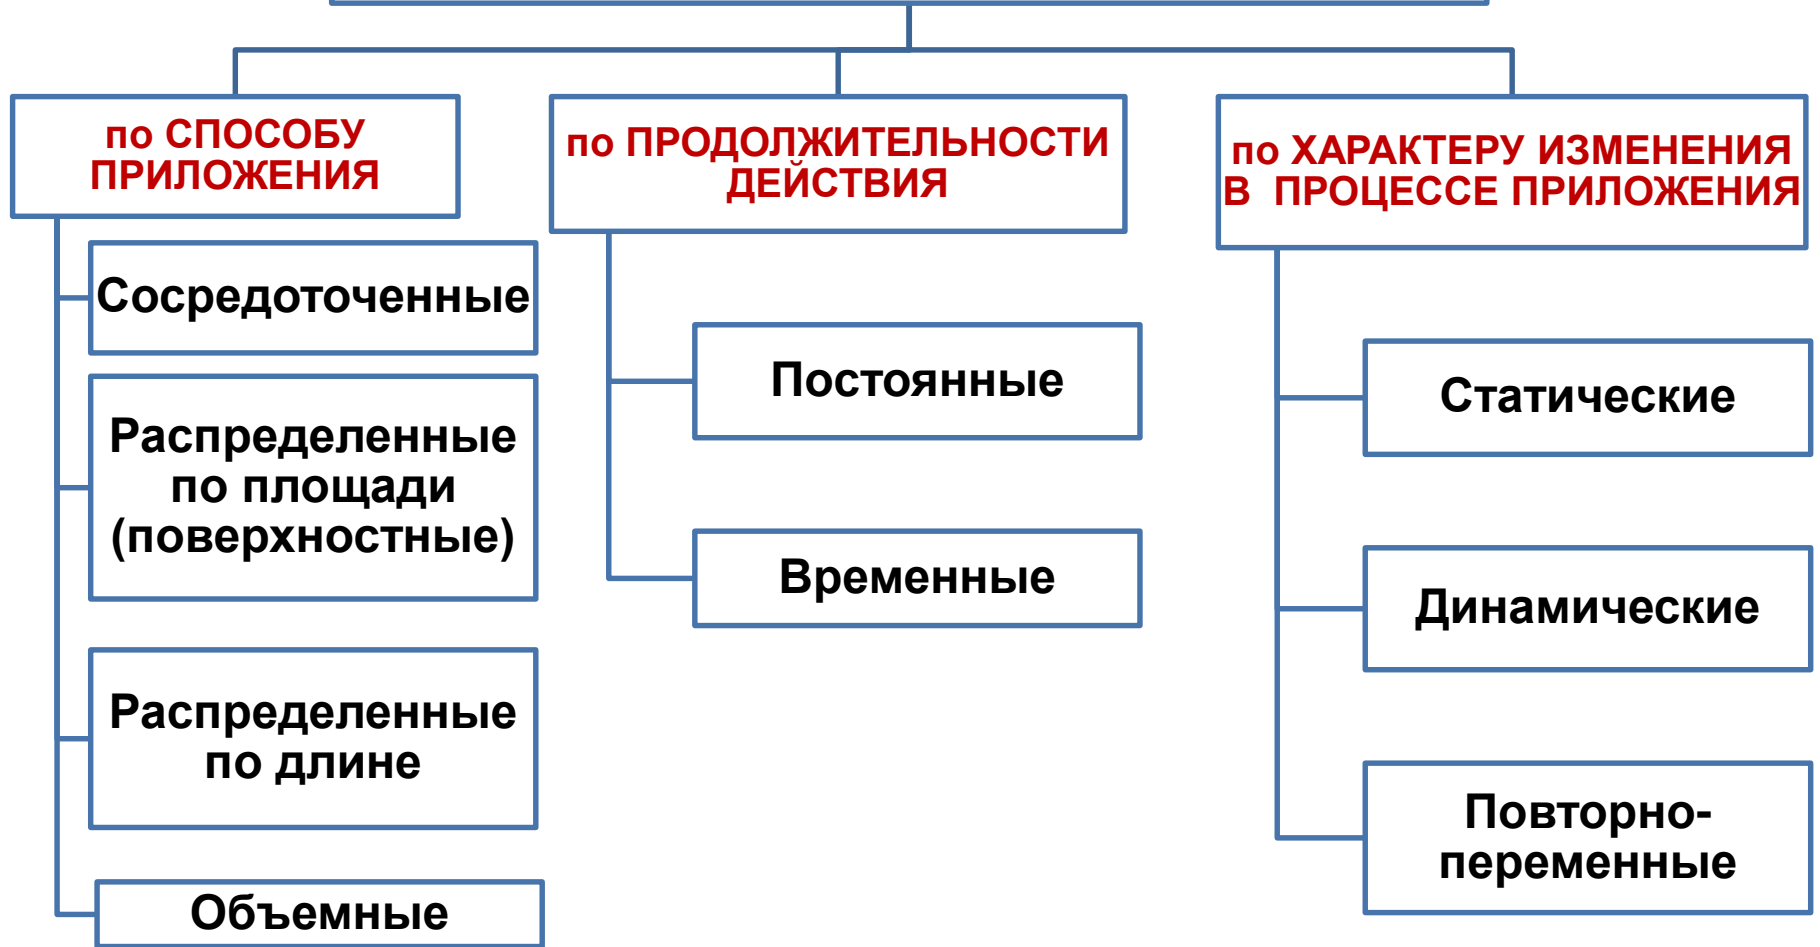 по СПОСОБУ
ПРИЛОЖЕНИЯ
Сосредоточенные
Распределенные
по площади
(поверхностные)
Распределенные
по длине
Объемные
по ПРОДОЛЖИТЕЛЬНОСТИ
ДЕЙСТВИЯ
Постоянные
Временные
по ХАРАКТЕРУ ИЗМЕНЕНИЯ
В ПРОЦЕССЕ ПРИЛОЖЕНИЯ
Статические
Динамические
Повторно-
переменные